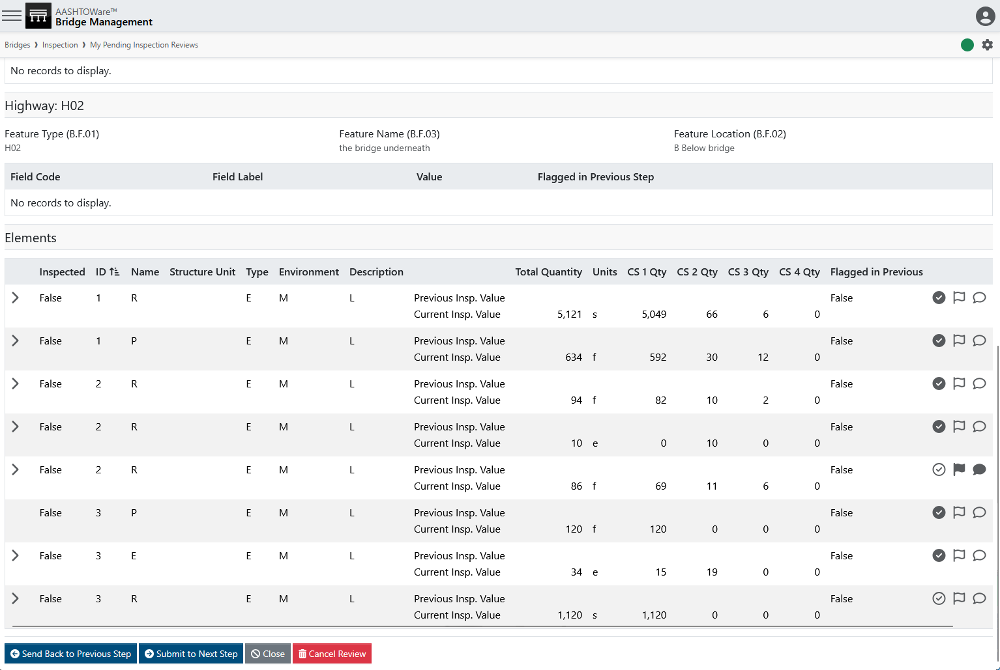 AASHTOWare™
Bridge Management
Bridges ❯ Inspection ❯ My Pending Inspection Reviews
No records to display.
Highway: H02
Feature Type (B.F.01) Feature Name (B.F.03) Feature Location (B.F.02)
H02 the bridge underneath B Below bridge
Field Code Field Label Value Flagged in Previous Step
No records to display.
Elements
Inspected ID Name Structure Unit Type Environment Description Total Quantity Units CS 1 Qty CS 2 Qty CS 3 Qty CS 4 Qty Flagged in Previous
False 1 R E M L Previous Insp. Value False
Current Insp. Value 5,121 s 5,049 66 6 0
False 1 P E M L Previous Insp. Value False
Current Insp. Value 634 f 592 30 12 0
False 2 R E M L Previous Insp. Value False
Current Insp. Value 94 f 82 10 2 0
False 2 R E M L Previous Insp. Value False
Current Insp. Value 10 e 0 10 0 0
False 2 R E M L Previous Insp. Value False
Current Insp. Value 86 f 69 11 6 0
False 3 P E M L Previous Insp. Value False
Current Insp. Value 120 f 120 0 0 0
False 3 E E M L Previous Insp. Value False
Current Insp. Value 34 e 15 19 0 0
False 3 R E M L Previous Insp. Value False
Current Insp. Value 1,120 s 1,120 0 0 0
Send Back to Previous Step Submit to Next Step Close Cancel Review